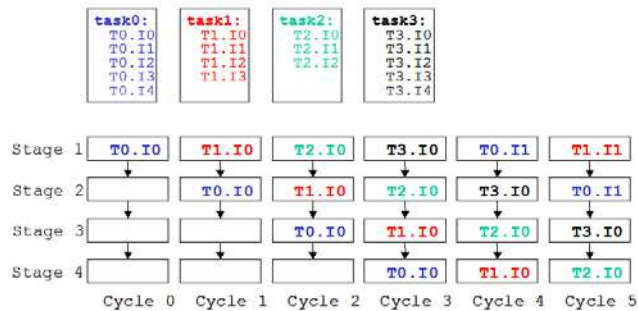 task0: task1: task2: task3:
T0.I0 T1.I0 T2.I0 T3.I0
T0.I1 T1.I1 T2.I1 T3.I1
T0.I2 T1.I2 T2.I2 T3.I2
T0.I3 T1.I3 T3.I3
T0.I4 T3.I4
Stage 1 T0.I0 T1.I0 T2.I0 T3.I0 T0.I1 T1.I1
Stage 2 T0.I0 T1.I0 T2.I0 T3.I0 T0.I1
Stage 3 T0.I0 T1.I0 T2.I0 T3.I0
Stage 4 T0.I0 T1.I0 T2.I0
Cycle 0 Cycle 1 Cycle 2 Cycle 3 Cycle 4 Cycle 5